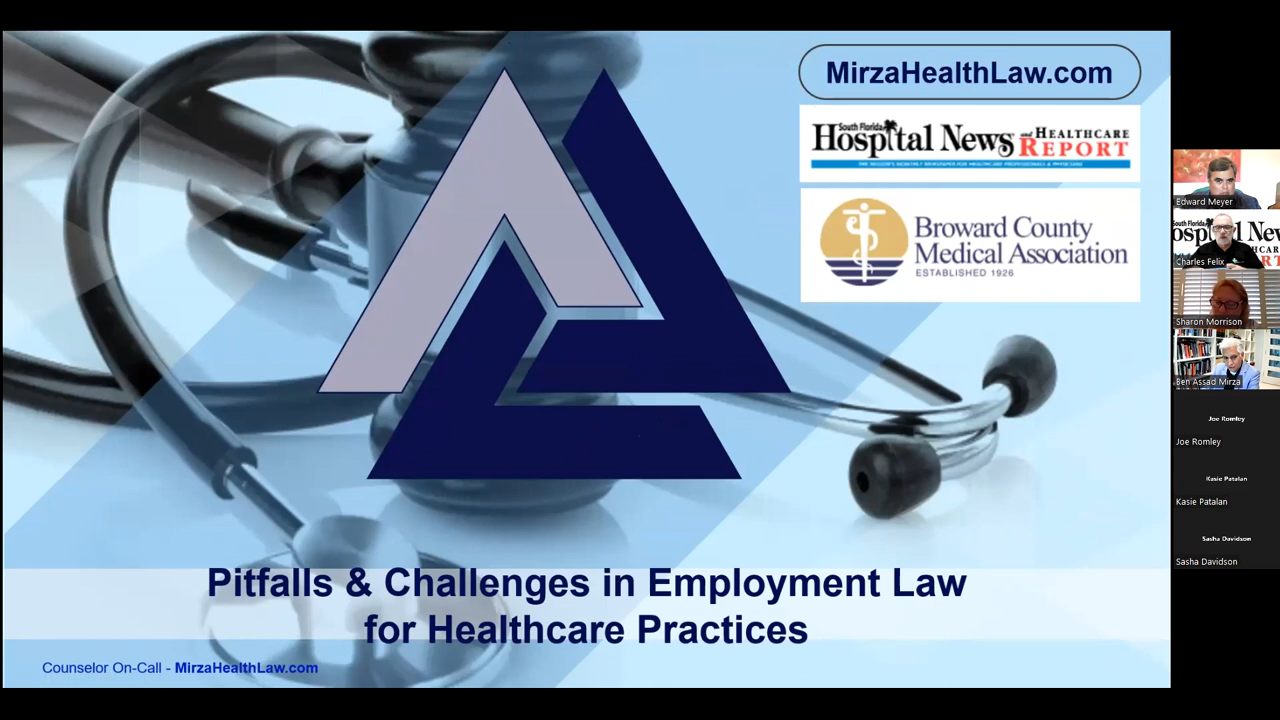 MirzaHealthLaw.com
South Florida
Hospital News and Healthcare
Report
Broward County
Medical Association
ESTABLISHED 1926
Pitfalls & Challenges in Employment Law
for Healthcare Practices
Counselor On-Call - MirzaHealthLaw.com
Edward Meyer
South Florida
Charles Felix
Sharon Morrison
Ben Assad Mirza
Joe Romley
Joe Romley
Kasie Patalan
Kasie Patalan
Sasha Davidson
Sasha Davidson